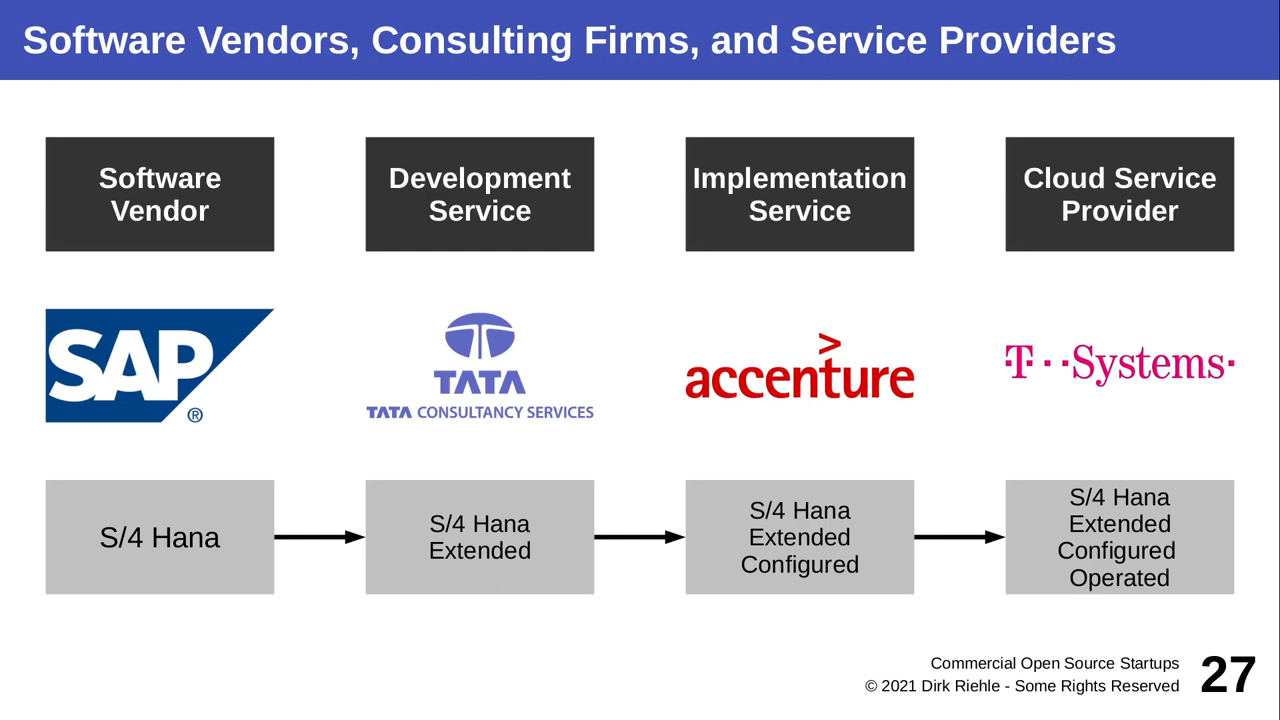 Software Vendors, Consulting Firms, and Service Providers
Software
Vendor
Development
Service
Implementation
Service
Cloud Service
Provider
SAP
®
TATA
TATA CONSULTANCY SERVICES
>
accenture
T··Systems·
S/4 Hana
S/4 Hana
Extended
S/4 Hana
Extended
Configured
S/4 Hana
Extended
Configured
Operated
Commercial Open Source Startups
© 2021 Dirk Riehle - Some Rights Reserved
27